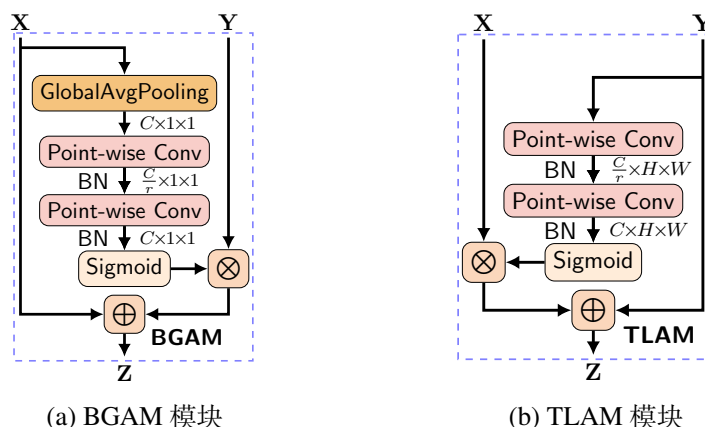 X Y
GlobalAvgPooling
C×1×1
Point-wise Conv
BN C/r×1×1
Point-wise Conv
BN C×1×1
Sigmoid ⊗
⊕
BGAM
Z
(a) BGAM 模块
X Y
Point-wise Conv
BN C/r×H×W
Point-wise Conv
BN C×H×W
⊗ Sigmoid
⊕
TLAM
Z
(b) TLAM 模块